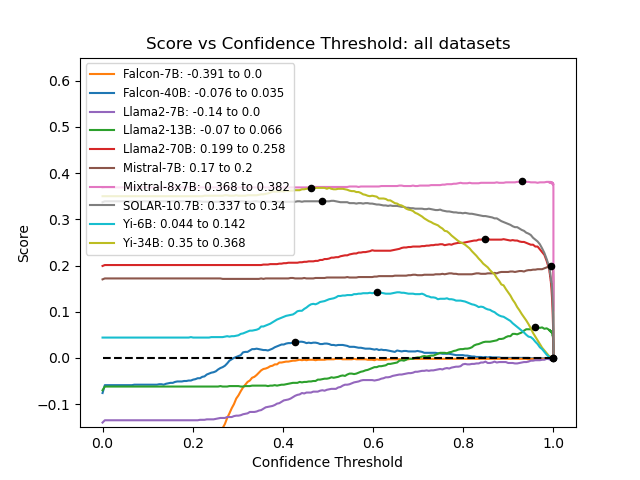 Score vs Confidence Threshold: all datasets
0.6
0.5
0.4
0.3
0.2
0.1
0.0
−0.1
Score
Falcon-7B: -0.391 to 0.0
Falcon-40B: -0.076 to 0.035
Llama2-7B: -0.14 to 0.0
Llama2-13B: -0.07 to 0.066
Llama2-70B: 0.199 to 0.258
Mistral-7B: 0.17 to 0.2
Mixtral-8x7B: 0.368 to 0.382
SOLAR-10.7B: 0.337 to 0.34
Yi-6B: 0.044 to 0.142
Yi-34B: 0.35 to 0.368
0.0 0.2 0.4 0.6 0.8 1.0
Confidence Threshold